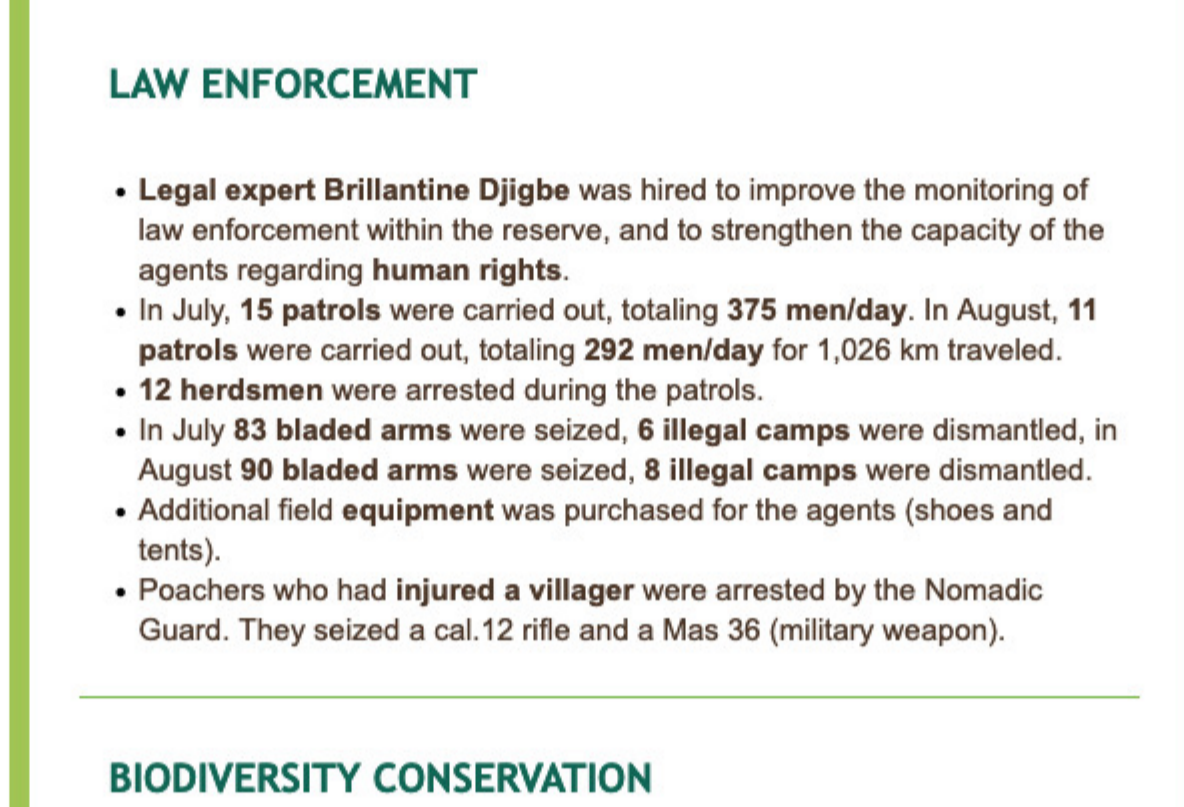 LAW ENFORCEMENT
• Legal expert Brillantine Djigbe was hired to improve the monitoring of
law enforcement within the reserve, and to strengthen the capacity of the
agents regarding human rights.
• In July, 15 patrols were carried out, totaling 375 men/day. In August, 11
patrols were carried out, totaling 292 men/day for 1,026 km traveled.
• 12 herdsmen were arrested during the patrols.
• In July 83 bladed arms were seized, 6 illegal camps were dismantled, in
August 90 bladed arms were seized, 8 illegal camps were dismantled.
• Additional field equipment was purchased for the agents (shoes and
tents).
• Poachers who had injured a villager were arrested by the Nomadic
Guard. They seized a cal.12 rifle and a Mas 36 (military weapon).
BIODIVERSITY CONSERVATION